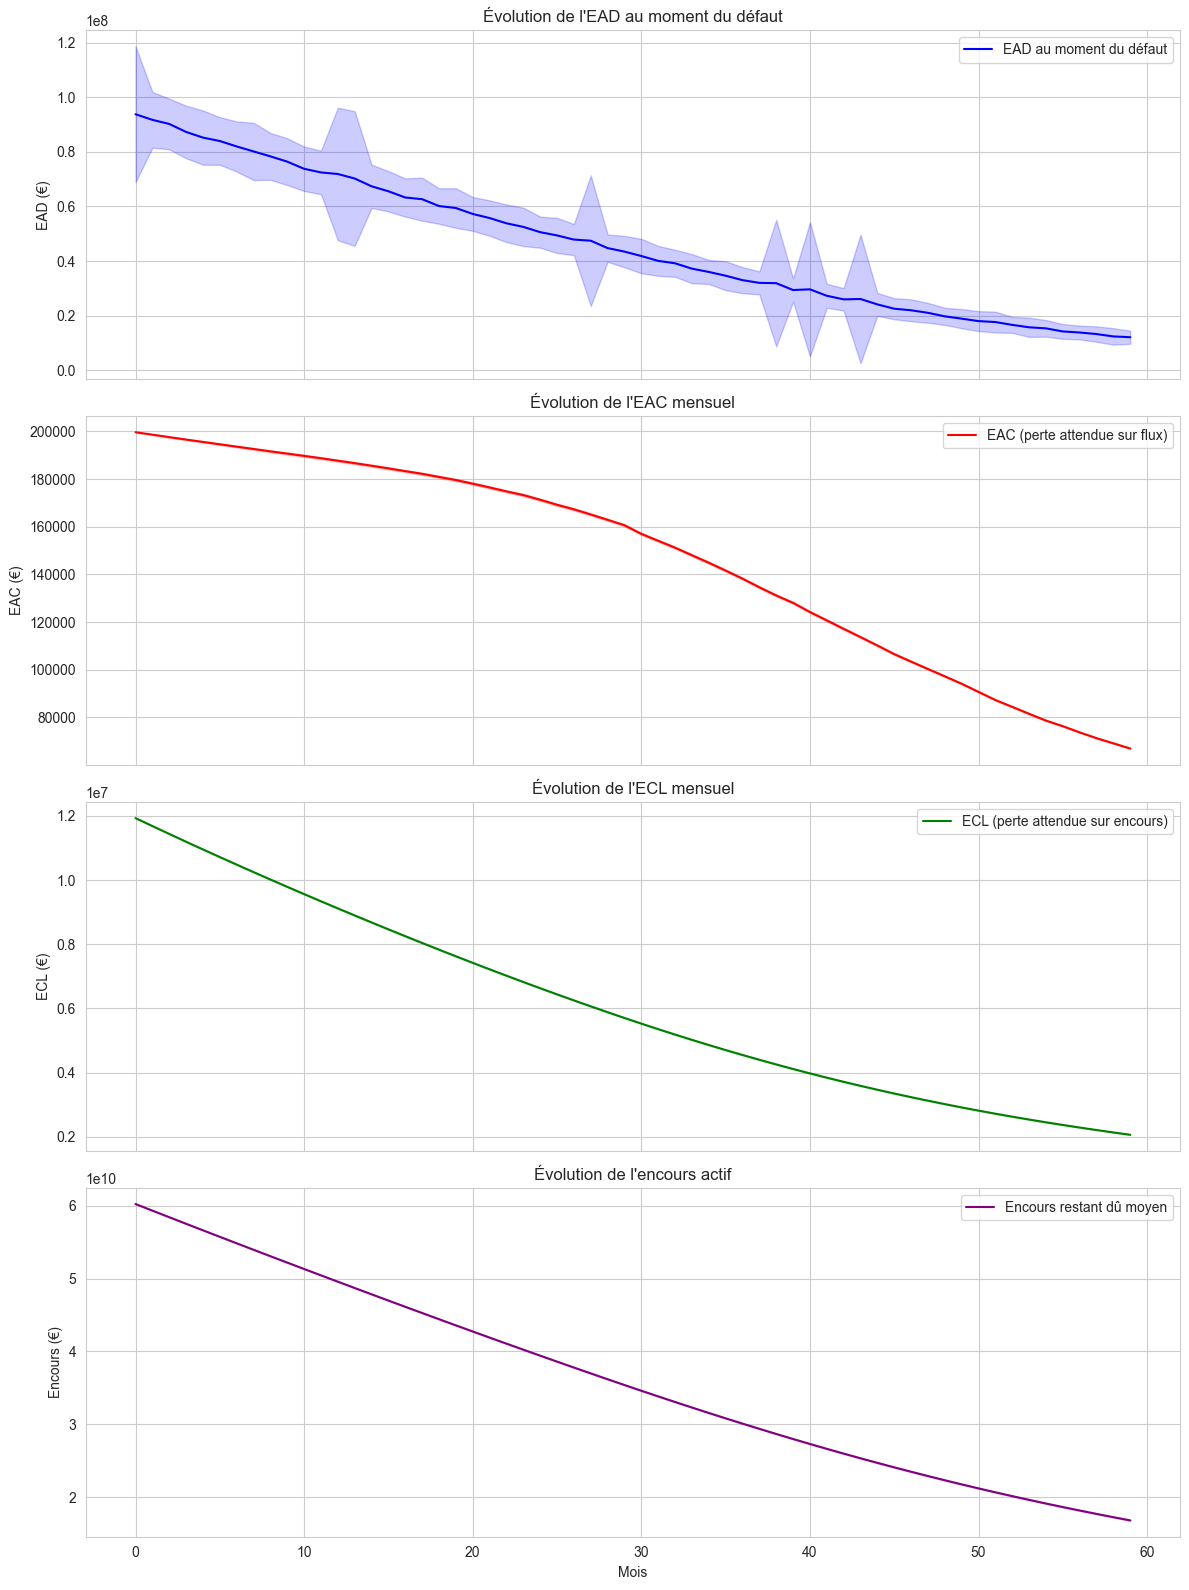 Évolution de l'EAD au moment du défaut
1e8
EAD au moment du défaut
1.2
1.0
0.8
0.6
0.4
0.2
0.0
EAD (€)
Évolution de l'EAC mensuel
EAC (perte attendue sur flux)
200000
180000
160000
140000
120000
100000
80000
EAC (€)
Évolution de l'ECL mensuel
1e7
ECL (perte attendue sur encours)
1.2
1.0
0.8
0.6
0.4
0.2
ECL (€)
Évolution de l'encours actif
1e10
Encours restant dû moyen
6
5
4
3
2
Encours (€)
0 10 20 30 40 50 60
Mois